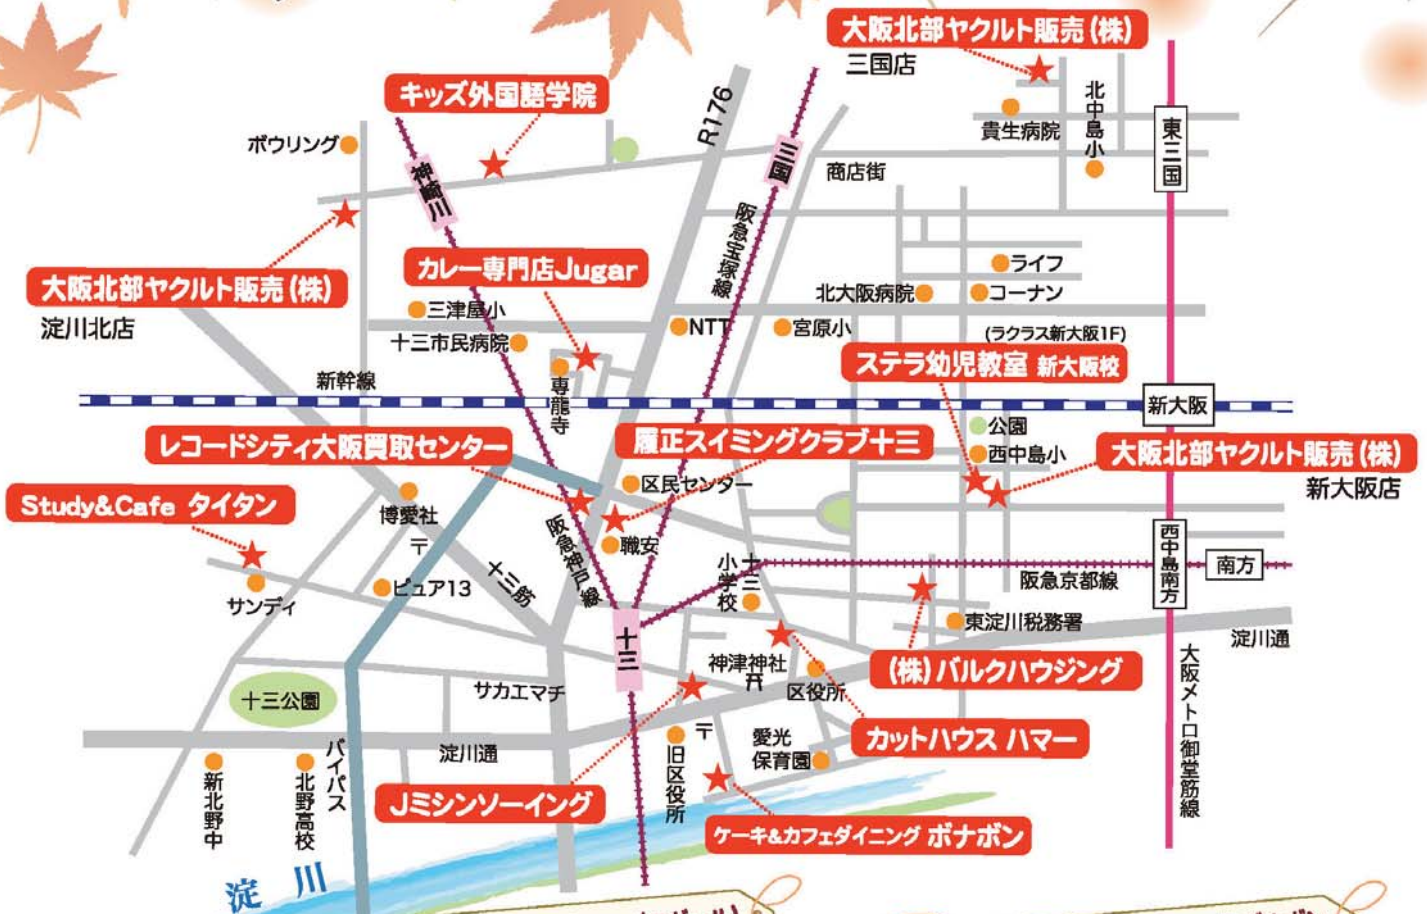 大阪北部ヤクルト販売(株)
三国店
キッズ外国語学院
R176
北中島小
貴生病院
東三国
ボウリング
三国
商店街
神崎川
阪急宝塚線
カレー専門店Jugar
大阪北部ヤクルト販売(株)
淀川北店
ライフ
北大阪病院
コーナン
三津屋小
NTT
宮原小
(ラクラス新大阪1F)
十三市民病院
ステラ幼児教室 新大阪校
新幹線
専龍寺
新大阪
公園
レコードシティ大阪買取センター
履正スイミングクラブ十三
西中島小
大阪北部ヤクルト販売(株)
新大阪店
区民センター
Study&Cafe タイタン
博愛社
〒
阪急神戸線
職安
西中島南方
南方
十三小学校
阪急京都線
十三筋
ピュア13
サンディ
東淀川税務署
淀川通
十三
神津神社
区役所
(株)バルクハウジング
大阪メトロ御堂筋線
サカエマチ
十三公園
カットハウス ハマー
〒
愛光
保育園
旧区役所
淀川通
バイパス
新北野中
北野高校
Jミシンソーイング
ケーキ&カフェダイニング ボナボン
淀川